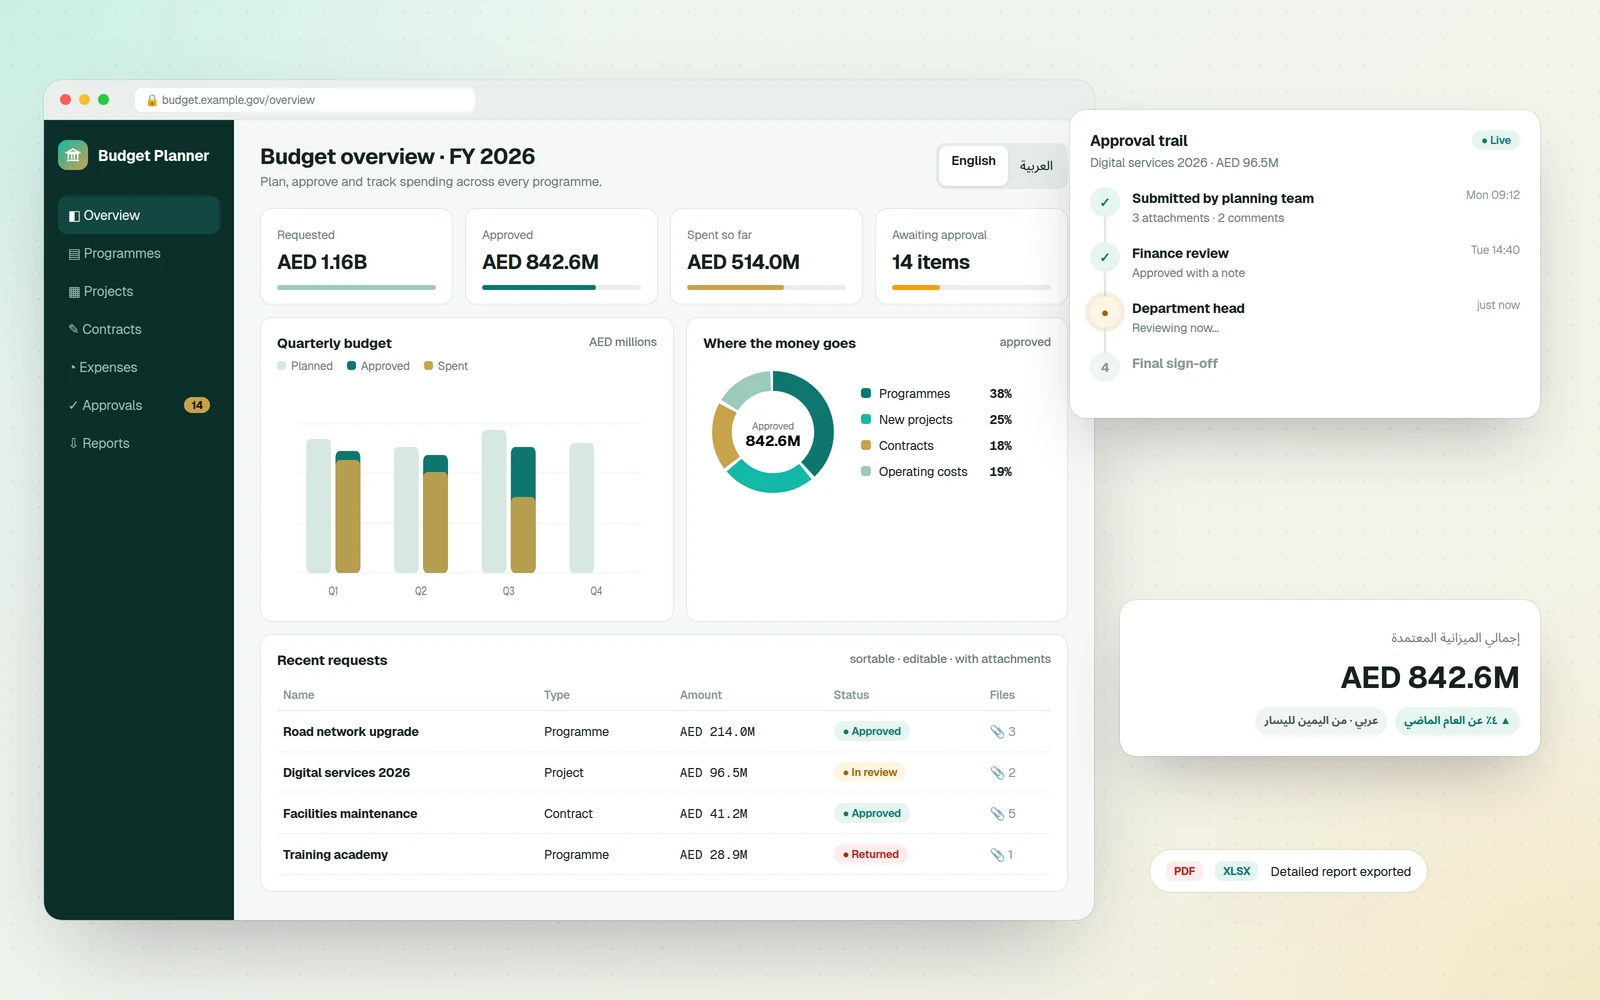 budget.example.gov/overview
Budget Planner
Overview
Programmes
Projects
Contracts
Expenses
Approvals 14
Reports
Budget overview · FY 2026
Plan, approve and track spending across every programme.
English العربية
Requested
AED 1.16B
Approved
AED 842.6M
Spent so far
AED 514.0M
Awaiting approval
14 items
Quarterly budget AED millions
Planned Approved Spent
Q1 Q2 Q3 Q4
Where the money goes approved
Approved
842.6M
Programmes 38%
New projects 25%
Contracts 18%
Operating costs 19%
Recent requests sortable · editable · with attachments
Name Type Amount Status Files
Road network upgrade Programme AED 214.0M Approved 3
Digital services 2026 Project AED 96.5M In review 2
Facilities maintenance Contract AED 41.2M Approved 5
Training academy Programme AED 28.9M Returned 1
Approval trail Live
Digital services 2026 · AED 96.5M
✓ Submitted by planning team Mon 09:12
3 attachments · 2 comments
✓ Finance review Tue 14:40
Approved with a note
Department head just now
Reviewing now…
4 Final sign-off
إجمالي الميزانية المعتمدة
AED 842.6M
▲ ٤٪ عن العام الماضي
عربي · من اليمين لليسار
PDF XLSX Detailed report exported